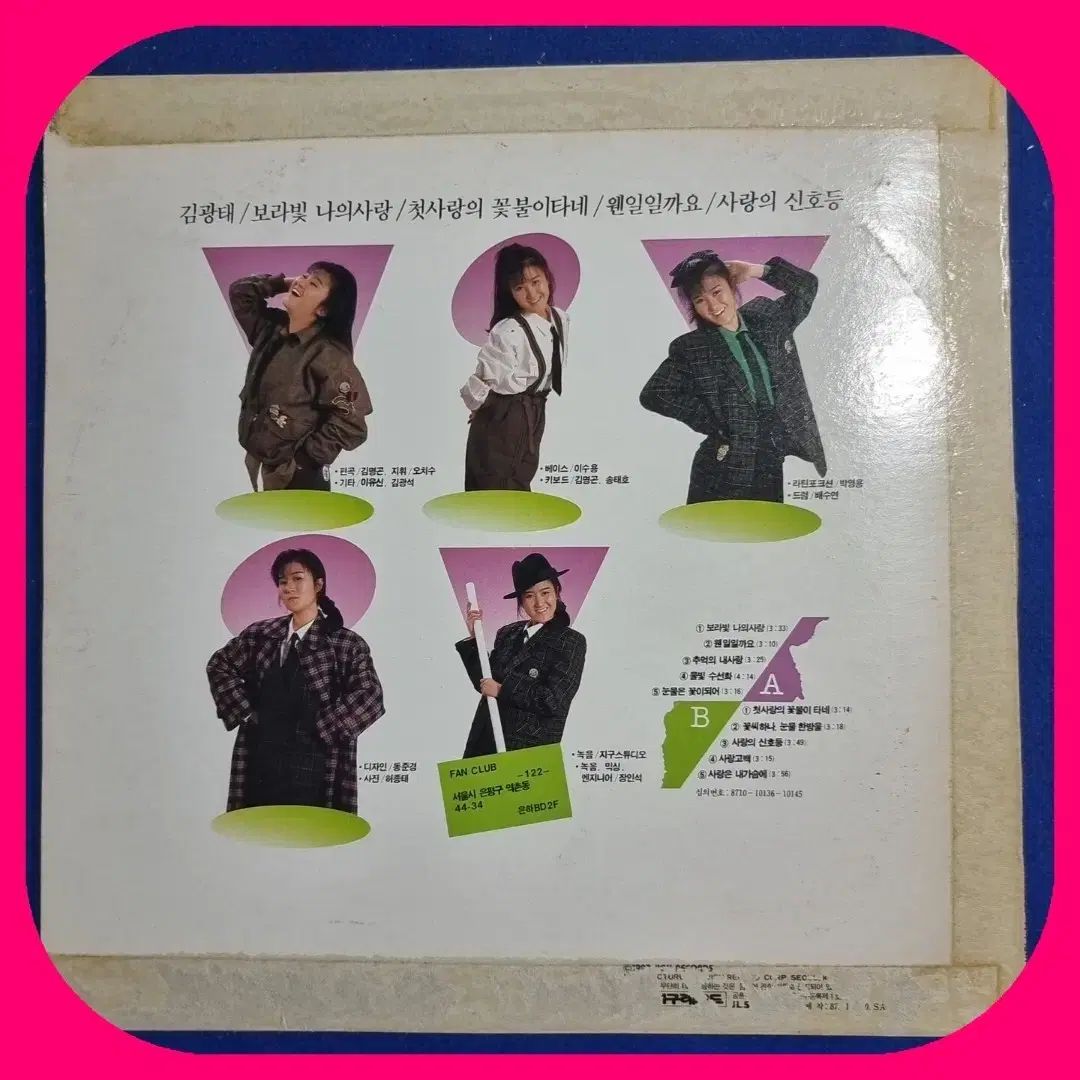 김광태/보라빛 나의사랑/첫사랑의 꽃불이타네/웬일일까요/사랑의 신호등
• 편곡/김명곤, 지휘/오치수
• 기타/이유신, 김광석
• 베이스/이수용
• 키보드/김명곤, 송태호
• 라틴포크션/박영용
• 드럼/배수연
• 디자인/동준경
• 사진/허종태
FAN CLUB -122-
서울시 은평구 역촌동
44-34 은하BD2F
• 녹음/지구스튜디오
• 녹음, 믹싱,
엔지니어/장인석
① 보라빛 나의사랑(3:33)
② 웬일일까요(3:10)
③ 추억의 내사랑(3:25)
④ 물빛 수선화(4:14)
⑤ 눈물은 꽃이되어(3:16)
A
B
① 첫사랑의 꽃불이 타네(3:14)
② 꽃씨하나, 눈물 한방울(3:18)
③ 사랑의 신호등(3:49)
④ 사랑고백(3:15)
⑤ 사랑은 내가슴에(3:56)
심의번호: 8710-10136-10145